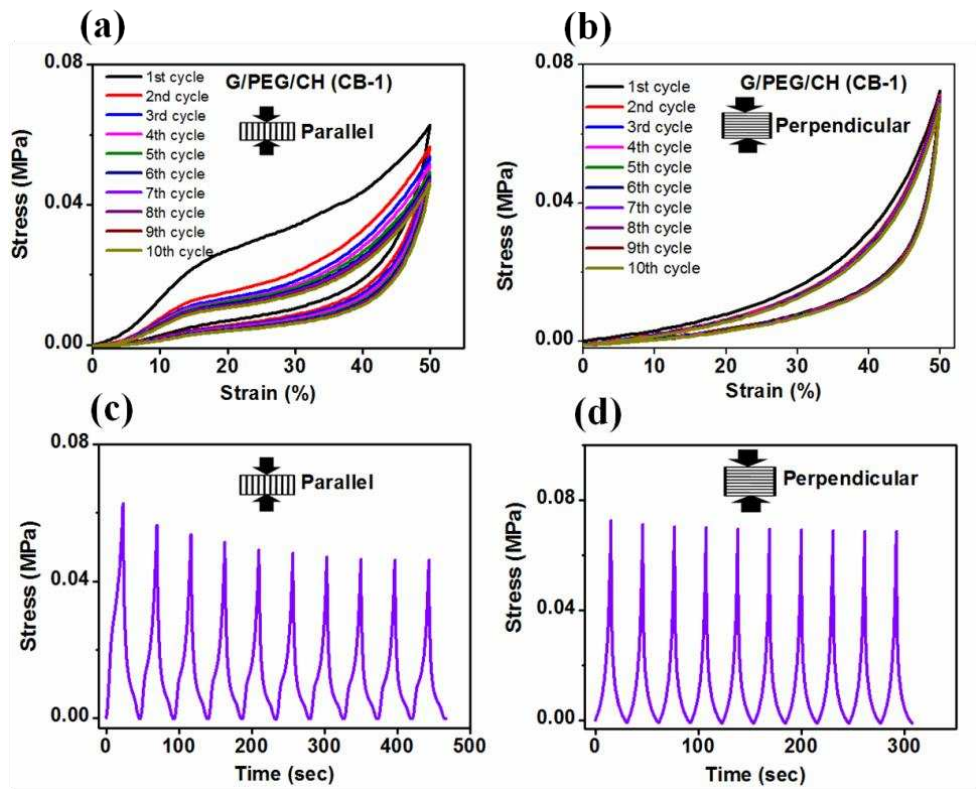 (a)
0.08
0.04
0.00
Stress (MPa)
1st cycle
2nd cycle
3rd cycle
4th cycle
5th cycle
6th cycle
7th cycle
8th cycle
9th cycle
10th cycle
G/PEG/CH (CB-1)
Parallel
0 10 20 30 40 50
Strain (%)
(b)
0.08
0.04
0.00
Stress (MPa)
1st cycle
2nd cycle
3rd cycle
4th cycle
5th cycle
6th cycle
7th cycle
8th cycle
9th cycle
10th cycle
G/PEG/CH (CB-1)
Perpendicular
0 10 20 30 40 50
Strain (%)
(c)
0.08
0.04
0.00
Stress (MPa)
Parallel
0 100 200 300 400 500
Time (sec)
(d)
0.08
0.04
0.00
Stress (MPa)
Perpendicular
0 100 200 300
Time (sec)